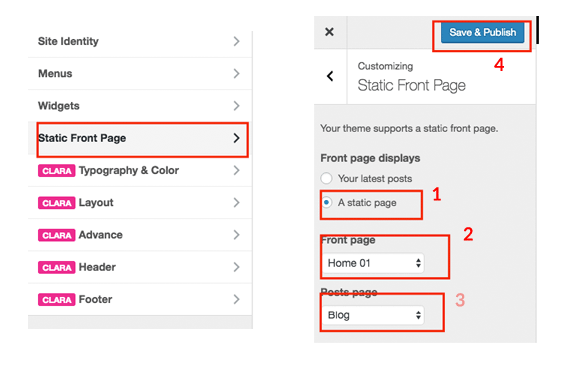 Site Identity
Menus
Widgets
Static Front Page
CLARA Typography & Color
CLARA Layout
CLARA Advance
CLARA Header
CLARA Footer
Save & Publish
4
Customizing
Static Front Page
Your theme supports a static front page.
Front page displays
Your latest posts
1
A static page
2
Front page
Home 01
Posts page
3
Blog